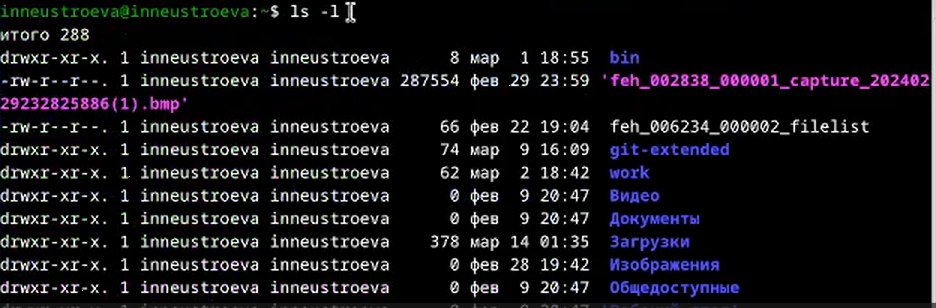 inneustroeva@inneustroeva:~$ ls -l
итого 288
drwxr-xr-x. 1 inneustroeva inneustroeva 8 мар 1 18:55 bin
-rw-r--r--. 1 inneustroeva inneustroeva 287554 фев 29 23:59 'feh_002838_000001_capture_202402
29232825886(1).bmp'
-rw-r--r--. 1 inneustroeva inneustroeva 66 фев 22 19:04 feh_006234_000002_filelist
drwxr-xr-x. 1 inneustroeva inneustroeva 74 мар 9 16:09 git-extended
drwxr-xr-x. 1 inneustroeva inneustroeva 62 мар 2 18:42 work
drwxr-xr-x. 1 inneustroeva inneustroeva 0 фев 9 20:47 Видео
drwxr-xr-x. 1 inneustroeva inneustroeva 0 фев 9 20:47 Документы
drwxr-xr-x. 1 inneustroeva inneustroeva 378 мар 14 01:35 Загрузки
drwxr-xr-x. 1 inneustroeva inneustroeva 0 фев 28 19:42 Изображения
drwxr-xr-x. 1 inneustroeva inneustroeva 0 фев 9 20:47 Общедоступные